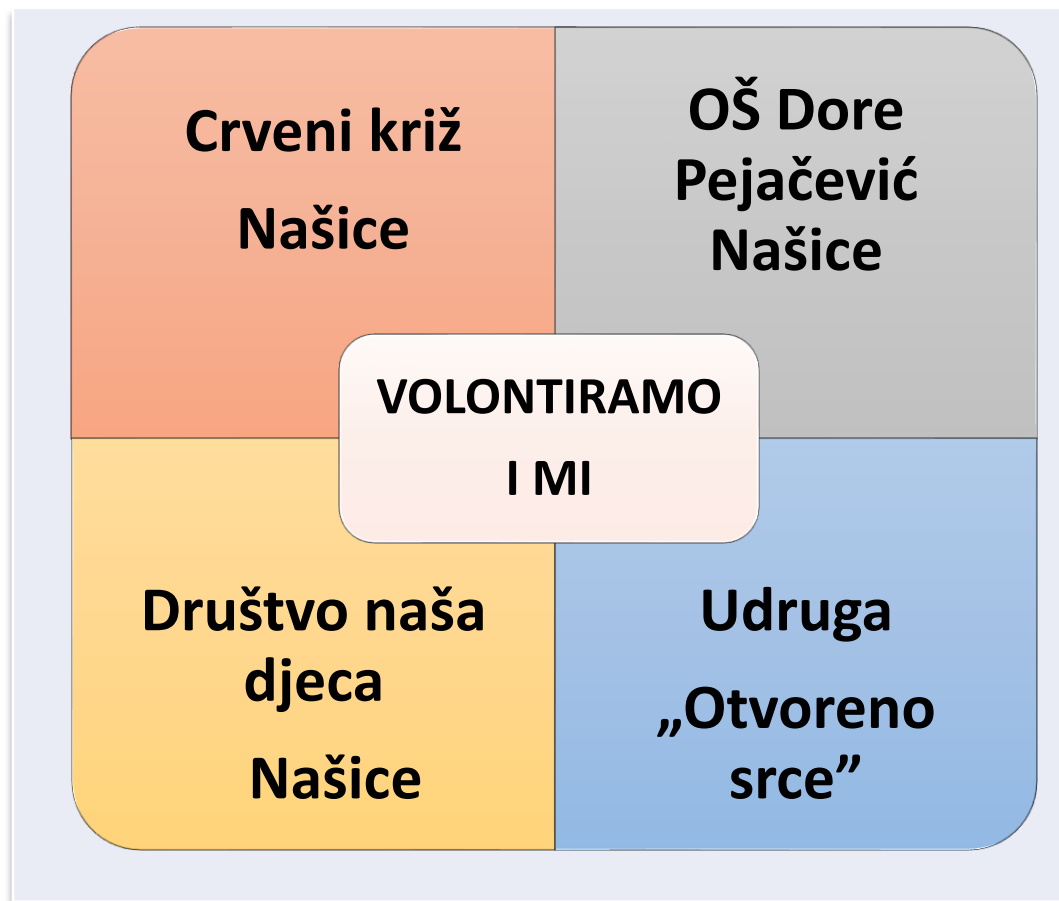 Crveni križ
Našice
OŠ Dore
Pejačević
Našice
VOLONTIRAMO
I MI
Društvo naša
djeca
Našice
Udruga
„Otvoreno
srce”